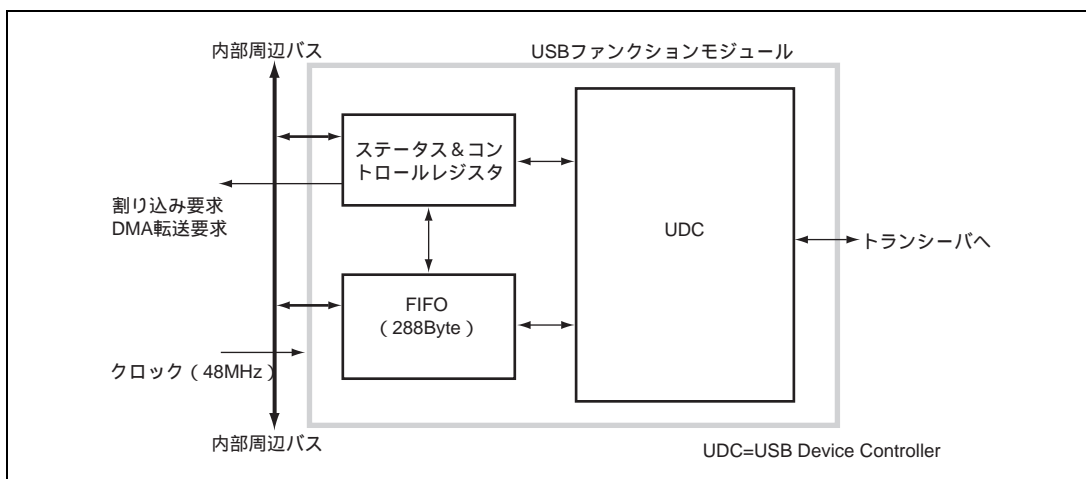 内部周辺バス
USBファンクションモジュール
ステータス＆コン
トロールレジスタ
割り込み要求
DMA転送要求
UDC
トランシーバへ
FIFO
（288Byte）
クロック（48MHz）
内部周辺バス
UDC=USB Device Controller